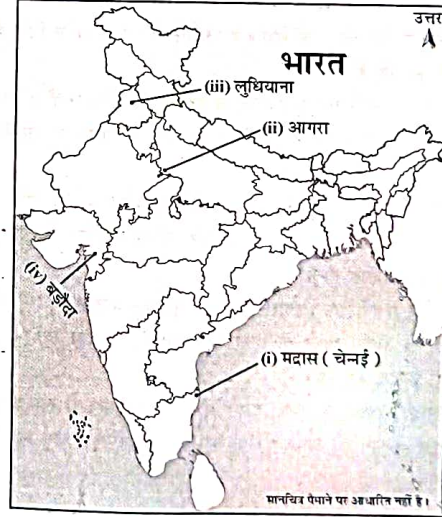 उत्तर
भारत
(iii) लुधियाना
(ii) आगरा
(iv) बड़ौदा
(i) मद्रास ( चेन्नई )
मानचित्र पैमाने पर आधारित नहीं है।